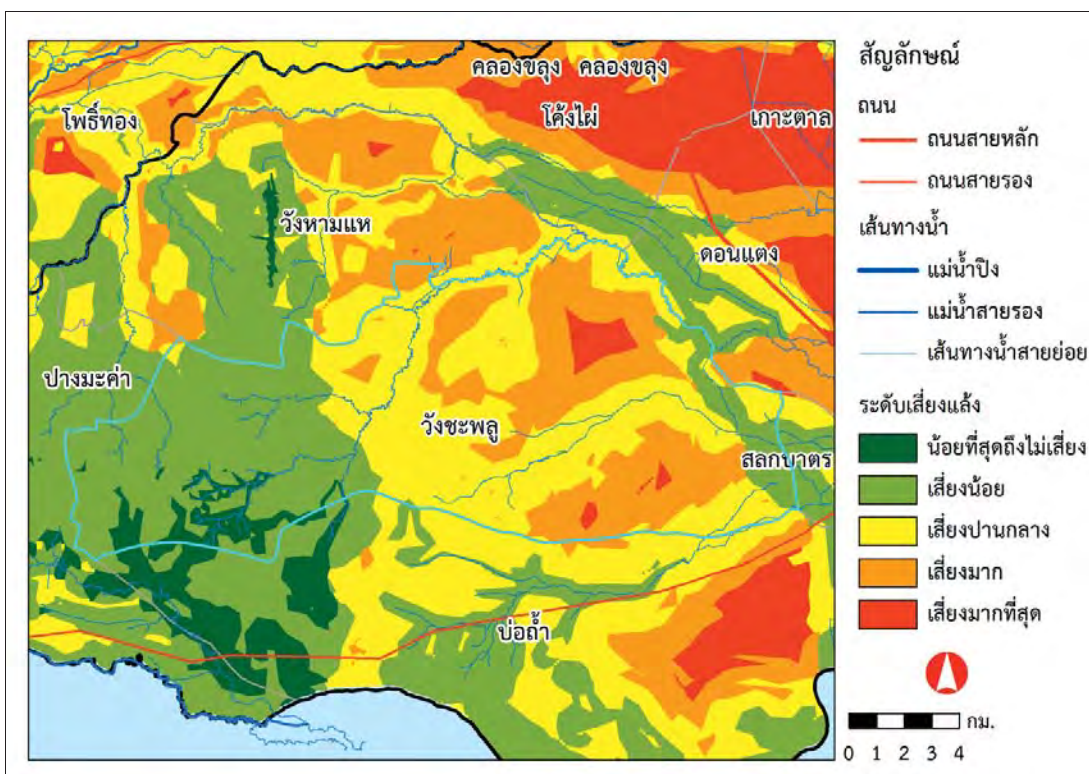 คลองขลุง คลองขลุง
โพธิ์ทอง
โค้งไผ่
เกาะตาล
วังหามแห
ดอนแตง
ปางมะค่า
วังชะพลู
สลกบาตร
บ่อถ้ำ
สัญลักษณ์
ถนน
ถนนสายหลัก
ถนนสายรอง
เส้นทางน้ำ
แม่น้ำปิง
แม่น้ำสายรอง
เส้นทางน้ำสายย่อย
ระดับเสี่ยงแล้ง
น้อยที่สุดถึงไม่เสี่ยง
เสี่ยงน้อย
เสี่ยงปานกลาง
เสี่ยงมาก
เสี่ยงมากที่สุด
กม.
0 1 2 3 4